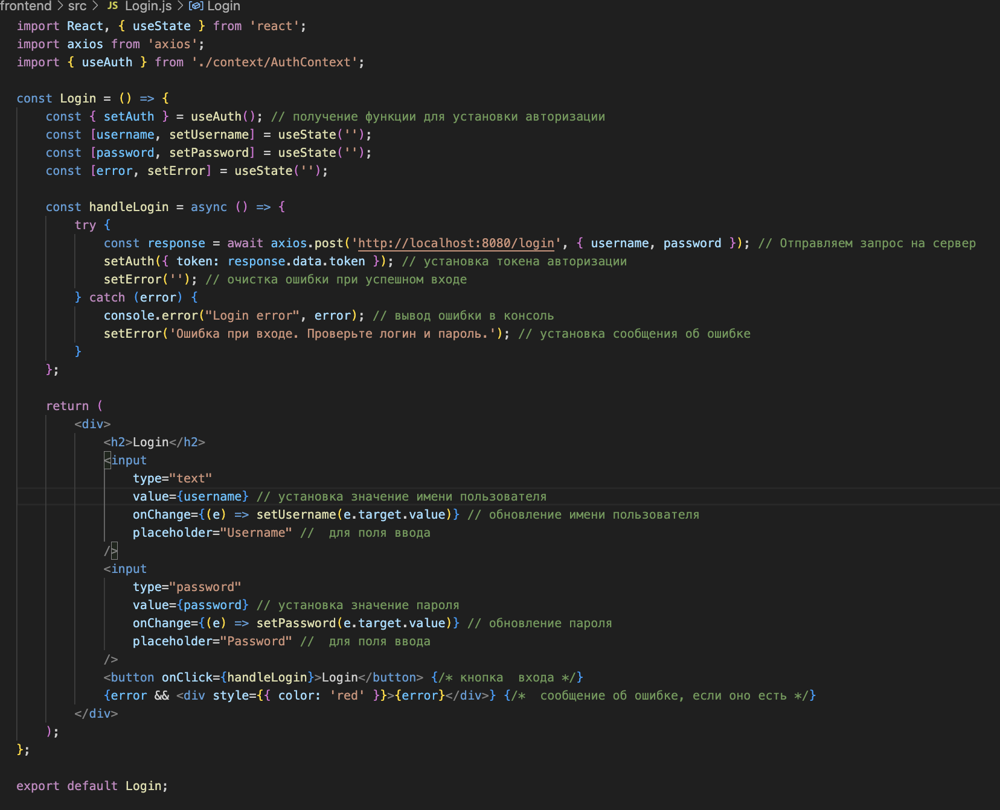 frontend > src > JS Login.js > Login
import React, { useState } from 'react';
import axios from 'axios';
import { useAuth } from './context/AuthContext';

const Login = () => {
    const { setAuth } = useAuth(); // получение функции для установки авторизации
    const [username, setUsername] = useState('');
    const [password, setPassword] = useState('');
    const [error, setError] = useState('');

    const handleLogin = async () => {
        try {
            const response = await axios.post('http://localhost:8080/login', { username, password }); // Отправляем запрос на сервер
            setAuth({ token: response.data.token }); // установка токена авторизации
            setError(''); // очистка ошибки при успешном входе
        } catch (error) {
            console.error("Login error", error); // вывод ошибки в консоль
            setError('Ошибка при входе. Проверьте логин и пароль.'); // установка сообщения об ошибке
        }
    };

    return (
        <div>
            <h2>Login</h2>
            <input
                type="text"
                value={username} // установка значение имени пользователя
                onChange={(e) => setUsername(e.target.value)} // обновление имени пользователя
                placeholder="Username" //  для поля ввода
            />
            <input
                type="password"
                value={password} // установка значение пароля
                onChange={(e) => setPassword(e.target.value)} // обновление пароля
                placeholder="Password" //  для поля ввода
            />
            <button onClick={handleLogin}>Login</button> {/* кнопка  входа */}
            {error && <div style={{ color: 'red' }}>{error}</div>} {/*  сообщение об ошибке, если оно есть */}
        </div>
    );
};

export default Login;